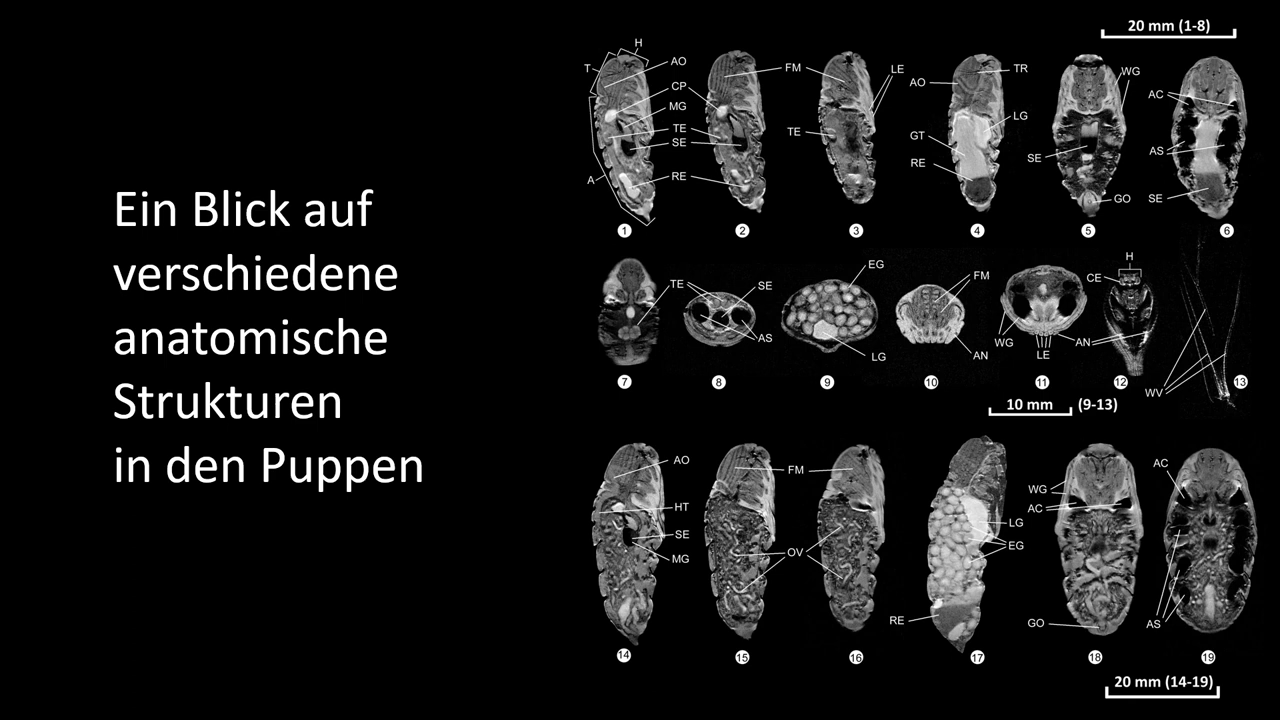 Ein Blick auf
verschiedene
anatomische
Strukturen
in den Puppen
20 mm (1-8)
H
T
AO
CP
MG
TE
SE
RE
A
FM
LE
TE
AO
TR
LG
GT
RE
WG
SE
GO
AC
AS
SE
1
2
3
4
5
6
TE
SE
AS
EG
LG
FM
AN
WG
LE
AN
H
CE
WV
7
8
9
10
11
12
13
10 mm (9-13)
AO
HT
SE
MG
FM
OV
LG
EG
RE
WG
AC
GO
AC
AS
14
15
16
17
18
19
20 mm (14-19)